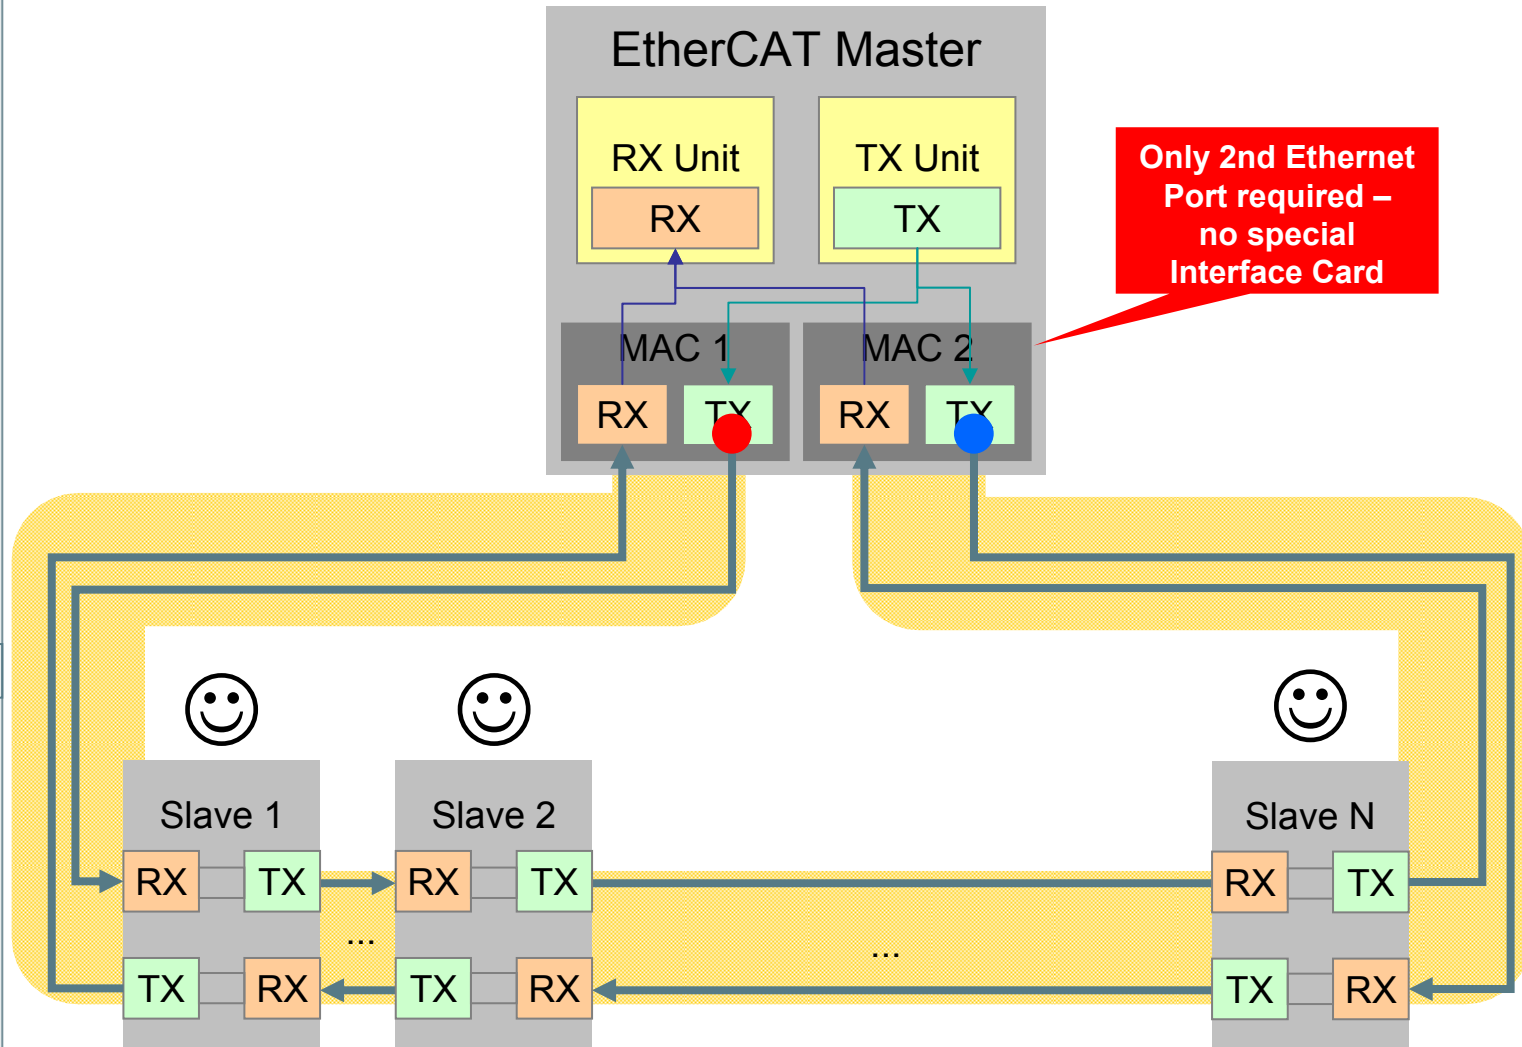 EtherCAT Master
RX Unit
TX Unit
RX
TX
Only 2nd Ethernet
Port required –
no special
Interface Card
MAC 1
MAC 2
RX
TX
RX
TX
Slave 1
Slave 2
Slave N
RX
TX
RX
TX
RX
TX
...
...
TX
RX
TX
RX
TX
RX